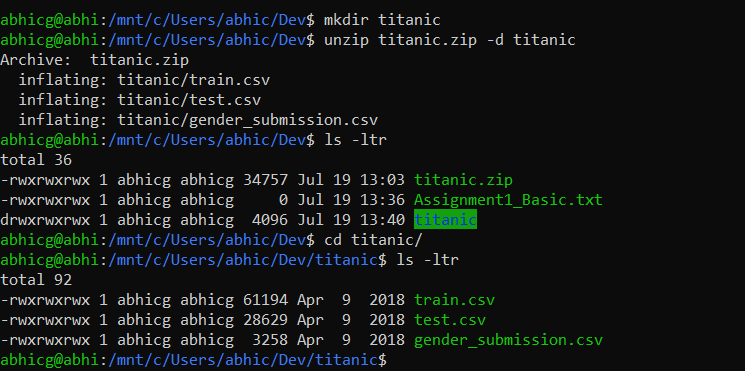 abhicg@abhi:/mnt/c/Users/abhic/Dev$ mkdir titanic
abhicg@abhi:/mnt/c/Users/abhic/Dev$ unzip titanic.zip -d titanic
Archive:  titanic.zip
  inflating: titanic/train.csv
  inflating: titanic/test.csv
  inflating: titanic/gender_submission.csv
abhicg@abhi:/mnt/c/Users/abhic/Dev$ ls -ltr
total 36
-rwxrwxrwx 1 abhicg abhicg 34757 Jul 19 13:03 titanic.zip
-rwxrwxrwx 1 abhicg abhicg     0 Jul 19 13:36 Assignment1_Basic.txt
drwxrwxrwx 1 abhicg abhicg  4096 Jul 19 13:40 titanic
abhicg@abhi:/mnt/c/Users/abhic/Dev$ cd titanic/
abhicg@abhi:/mnt/c/Users/abhic/Dev/titanic$ ls -ltr
total 92
-rwxrwxrwx 1 abhicg abhicg 61194 Apr  9  2018 train.csv
-rwxrwxrwx 1 abhicg abhicg 28629 Apr  9  2018 test.csv
-rwxrwxrwx 1 abhicg abhicg  3258 Apr  9  2018 gender_submission.csv
abhicg@abhi:/mnt/c/Users/abhic/Dev/titanic$